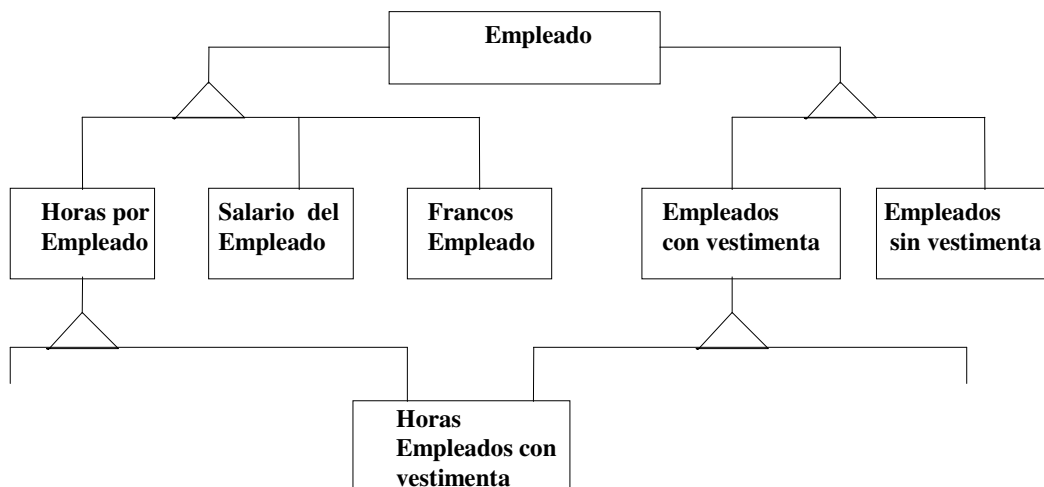 Empleado
Horas por
Empleado
Salario del
Empleado
Francos
Empleado
Empleados
con vestimenta
Empleados
sin vestimenta
Horas
Empleados con
vestimenta